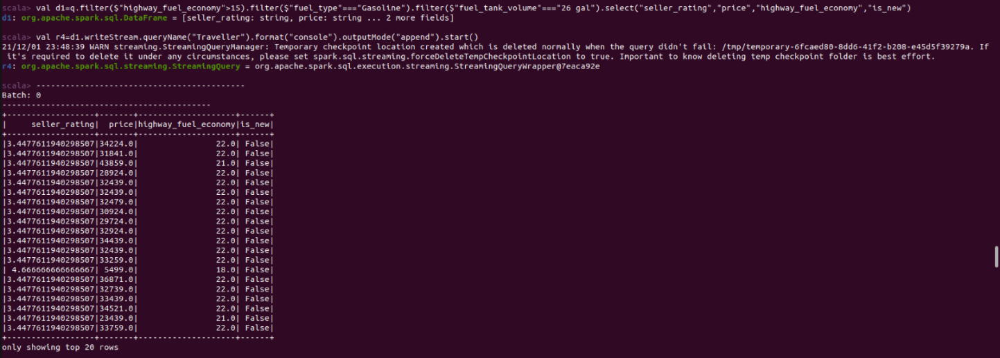 scala> val d1=q.filter($"highway_fuel_economy">15).filter($"fuel_type"==="Gasoline").filter($"fuel_tank_volume"==="26 gal").select("seller_rating","price","highway_fuel_economy","is_new")
d1: org.apache.spark.sql.DataFrame = [seller_rating: string, price: string ... 2 more fields]
scala> val r4=d1.writeStream.queryName("Traveller").format("console").outputMode("append").start()
21/12/01 23:48:39 WARN streaming.StreamingQueryManager: Temporary checkpoint location created which is deleted normally when the query didn't fail: /tmp/temporary-6fcaed80-8dd6-41f2-b208-e45d5f39279a. If
it's required to delete it under any circumstances, please set spark.sql.streaming.forceDeleteTempCheckpointLocation to true. Important to know deleting temp checkpoint folder is best effort.
r4: org.apache.spark.sql.streaming.StreamingQuery = org.apache.spark.sql.execution.streaming.StreamingQueryWrapper@7eaca92e
scala> -------------------------------------------
Batch: 0
-------------------------------------------
+------------------+-------+--------------------+------+
|     seller_rating|  price|highway_fuel_economy|is_new|
+------------------+-------+--------------------+------+
|3.4477611940298507|34224.0|                22.0| False|
|3.4477611940298507|31841.0|                22.0| False|
|3.4477611940298507|43859.0|                21.0| False|
|3.4477611940298507|28924.0|                22.0| False|
|3.4477611940298507|32439.0|                22.0| False|
|3.4477611940298507|32439.0|                22.0| False|
|3.4477611940298507|32479.0|                22.0| False|
|3.4477611940298507|30924.0|                22.0| False|
|3.4477611940298507|29724.0|                22.0| False|
|3.4477611940298507|32924.0|                22.0| False|
|3.4477611940298507|34439.0|                22.0| False|
|3.4477611940298507|32439.0|                22.0| False|
|3.4477611940298507|33259.0|                22.0| False|
| 4.666666666666667| 5499.0|                18.0| False|
|3.4477611940298507|36871.0|                22.0| False|
|3.4477611940298507|32739.0|                22.0| False|
|3.4477611940298507|33439.0|                22.0| False|
|3.4477611940298507|34521.0|                22.0| False|
|3.4477611940298507|23439.0|                21.0| False|
|3.4477611940298507|33759.0|                22.0| False|
+------------------+-------+--------------------+------+
only showing top 20 rows